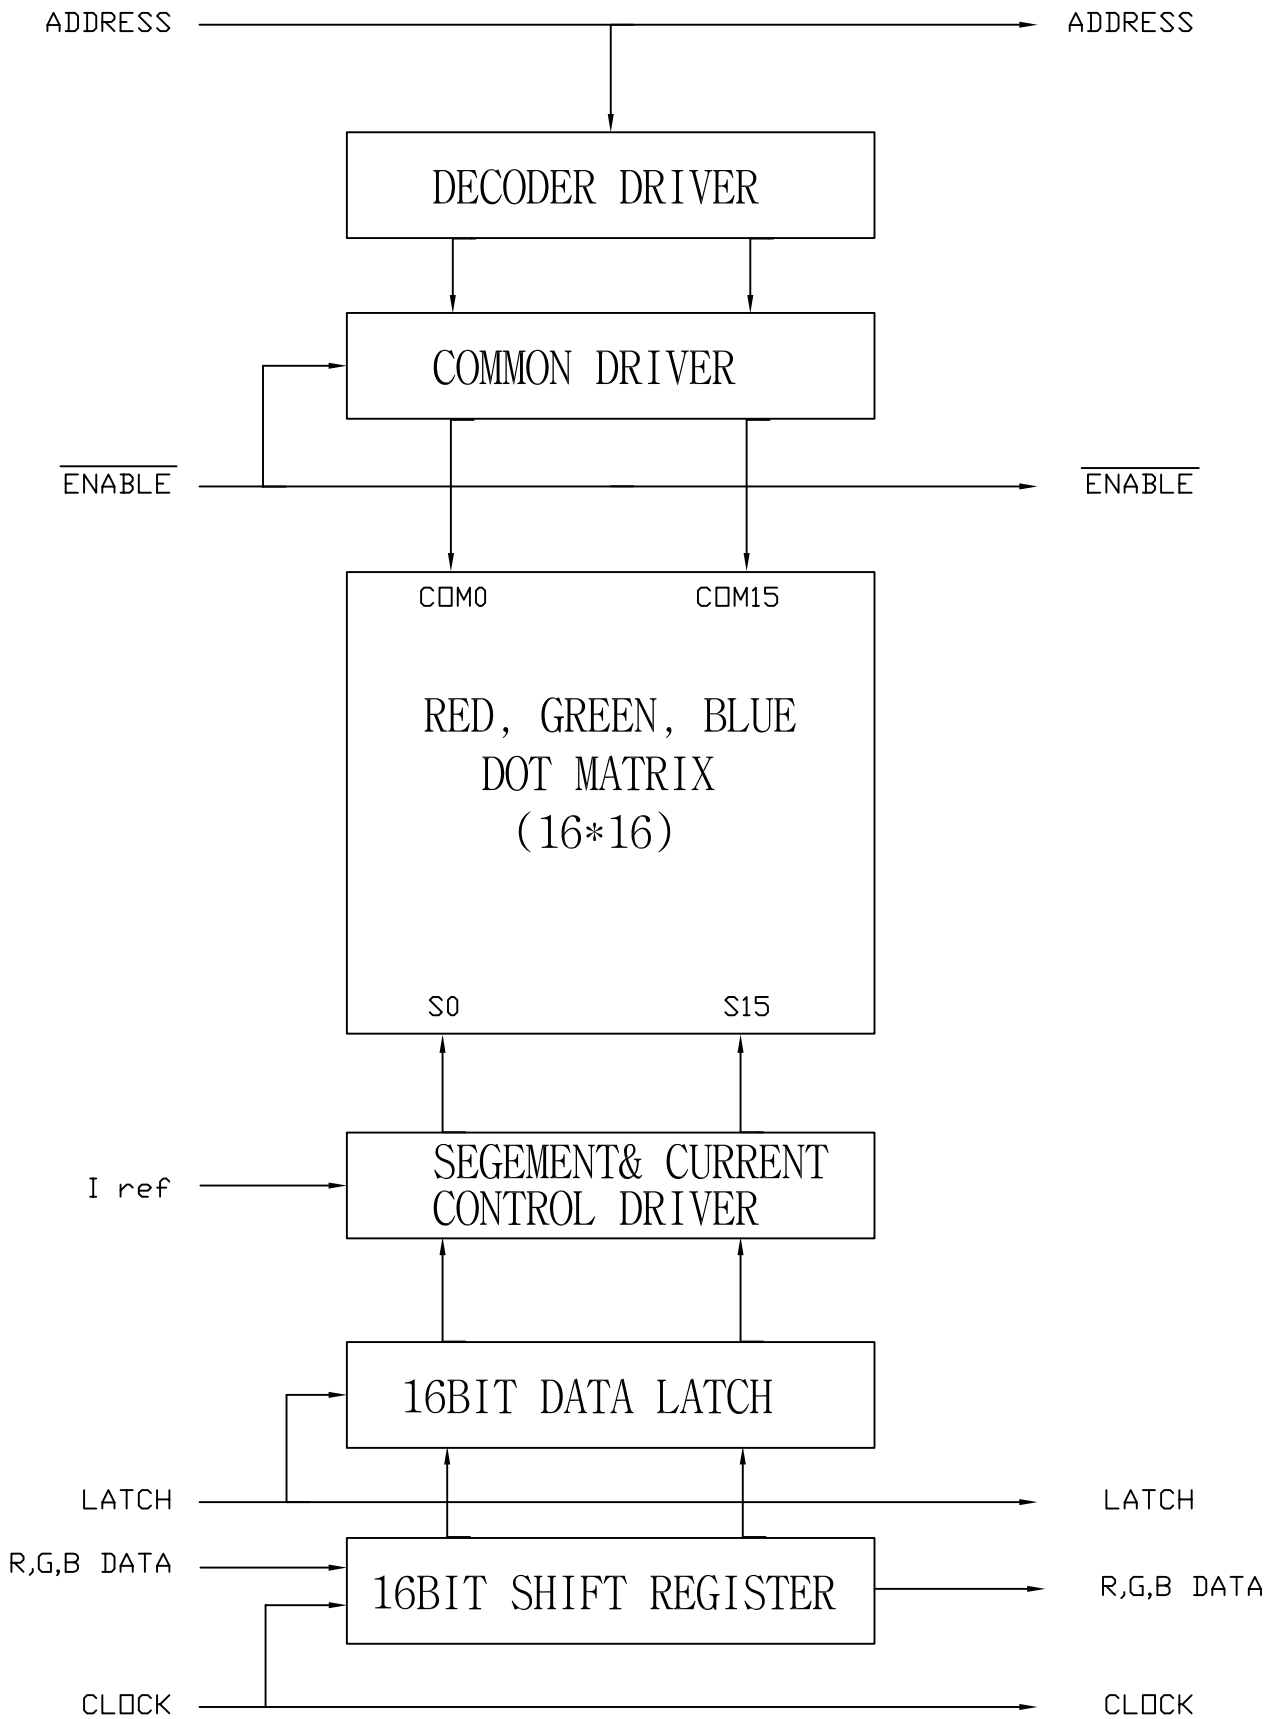 ADDRESS ADDRESS
DECODER DRIVER
COMMON DRIVER
ENABLE ENABLE
COM0 COM15
RED, GREEN, BLUE
DOT MATRIX
(16*16)
S0 S15
SEGEMENT& CURRENT
CONTROL DRIVER
I ref
16BIT DATA LATCH
LATCH LATCH
R,G,B DATA R,G,B DATA
16BIT SHIFT REGISTER
CLOCK CLOCK